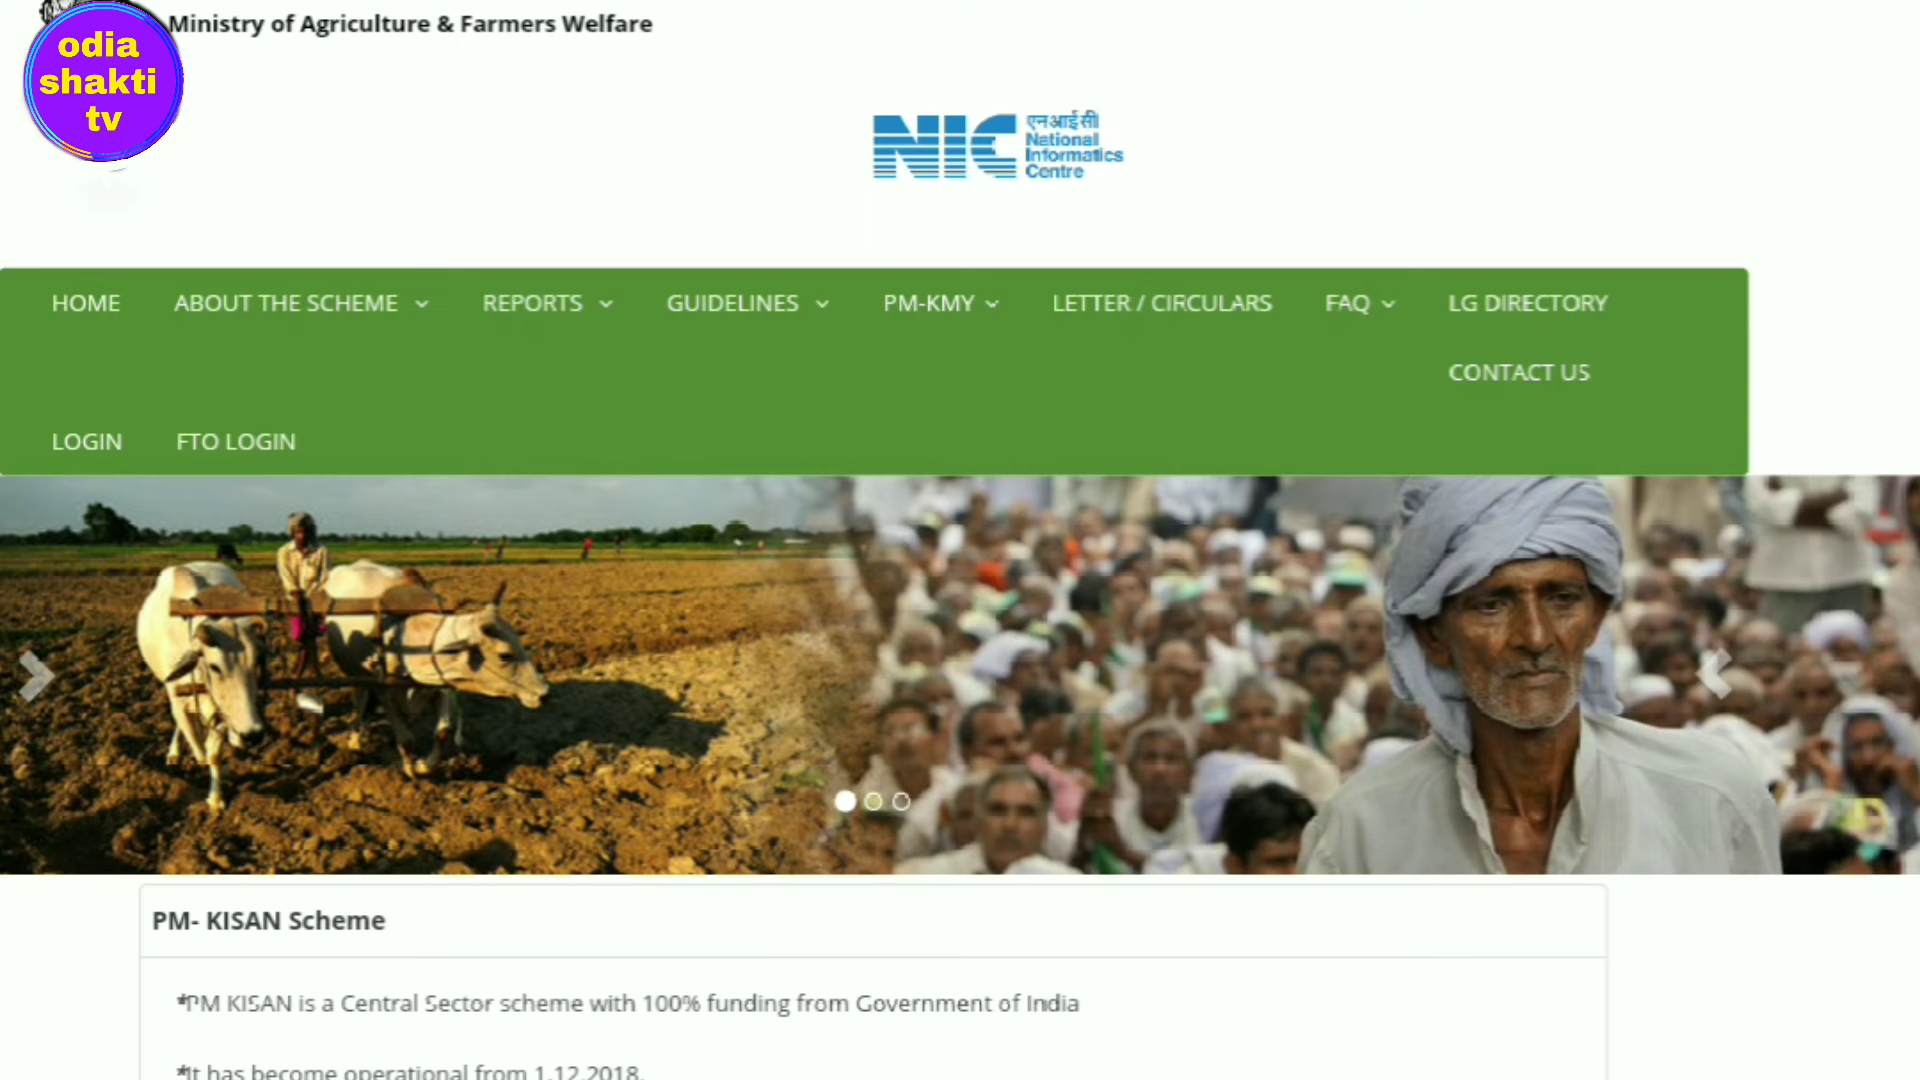 Ministry of Agriculture & Farmers Welfare
odia
shakti
tv
NIC
एनआईसी
National
Informatics
Centre
HOME ABOUT THE SCHEME REPORTS GUIDELINES PM-KMY LETTER / CIRCULARS FAQ LG DIRECTORY
CONTACT US
LOGIN FTO LOGIN
PM- KISAN Scheme
*PM KISAN is a Central Sector scheme with 100% funding from Government of India
*It has become operational from 1.12.2018.